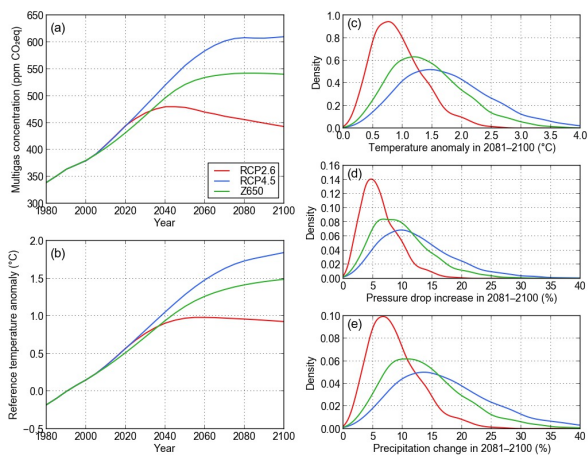 (a)
Multigas concentration (ppm CO₂eq)
650
600
550
500
450
400
350
300
RCP2.6
RCP4.5
Z650
1980 2000 2020 2040 2060 2080 2100
Year
(b)
Reference temperature anomaly (°C)
2.0
1.5
1.0
0.5
0.0
−0.5
1980 2000 2020 2040 2060 2080 2100
Year
(c)
Density
1.0
0.8
0.6
0.4
0.2
0.0
0.0 0.5 1.0 1.5 2.0 2.5 3.0 3.5 4.0
Temperature anomaly in 2081–2100 (°C)
(d)
Density
0.16
0.14
0.12
0.10
0.08
0.06
0.04
0.02
0.00
0 5 10 15 20 25 30 35 40
Pressure drop increase in 2081–2100 (%)
(e)
Density
0.10
0.08
0.06
0.04
0.02
0.00
0 5 10 15 20 25 30 35 40
Precipitation change in 2081–2100 (%)